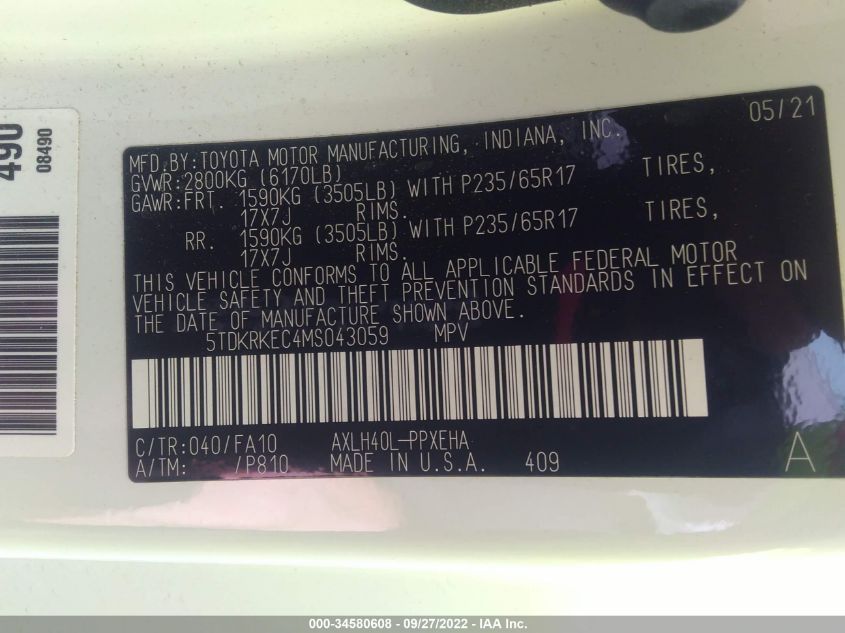 490
08490
05/21
MFD.BY:TOYOTA MOTOR MANUFACTURING, INDIANA, INC.
GVWR:2800KG (6170LB)
GAWR:FRT. 1590KG (3505LB) WITH P235/65R17 TIRES,
17X7J RIMS.
RR. 1590KG (3505LB) WITH P235/65R17 TIRES,
17X7J RIMS.
THIS VEHICLE CONFORMS TO ALL APPLICABLE FEDERAL MOTOR
VEHICLE SAFETY AND THEFT PREVENTION STANDARDS IN EFFECT ON
THE DATE OF MANUFACTURE SHOWN ABOVE.
5TDKRKEC4MS043059 MPV
C/TR:040/FA10 AXLH40L-PPXEHA
A/TM: /P810 MADE IN U.S.A. 409
A
000-34580608 - 09/27/2022 - IAA Inc.